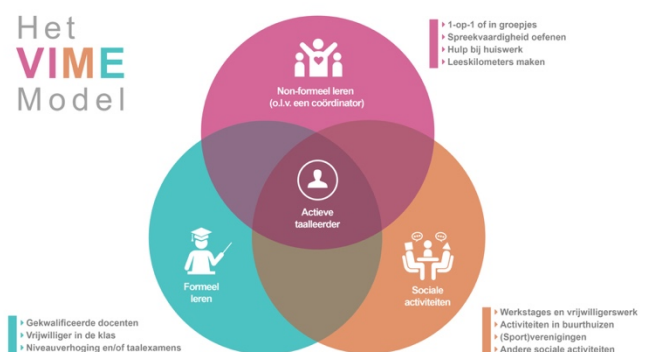 Het
VIME
Model
1-op-1 of in groepjes
Spreekvaardigheid oefenen
Hulp bij huiswerk
Leeskilometers maken
Non-formeel leren
(o.l.v. een coördinator)
Actieve
taalleerder
Formeel
leren
Sociale
activiteiten
Gekwalificeerde docenten
Vrijwilliger in de klas
Niveauverhoging en/of taalexamens
Werkstages en vrijwilligerswerk
Activiteiten in buurthuizen
(Sport)verenigingen
Andere sociale activiteiten